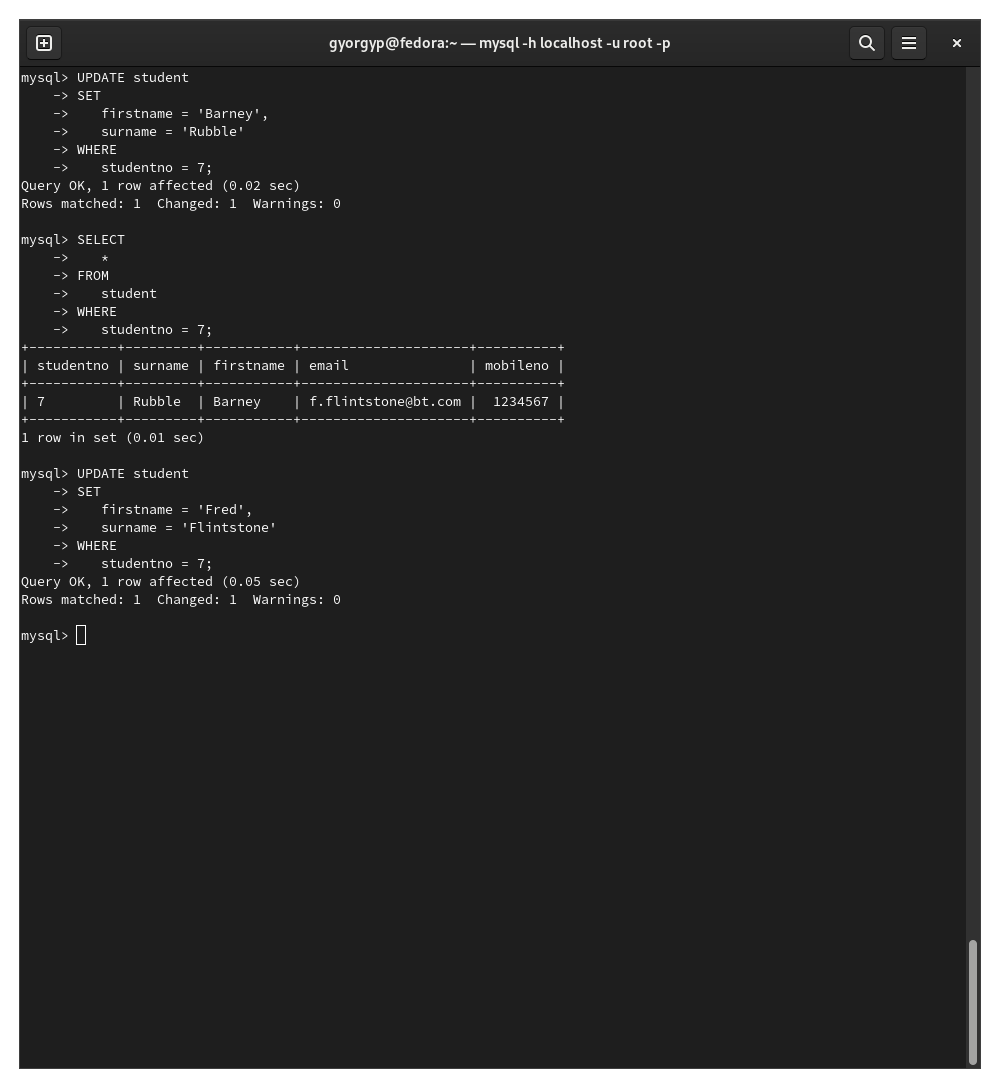 gyorgyp@fedora:~ — mysql -h localhost -u root -p
mysql> UPDATE student
    -> SET
    ->    firstname = 'Barney',
    ->    surname = 'Rubble'
    -> WHERE
    ->    studentno = 7;
Query OK, 1 row affected (0.02 sec)
Rows matched: 1  Changed: 1  Warnings: 0

mysql> SELECT
    ->    *
    -> FROM
    ->    student
    -> WHERE
    ->    studentno = 7;
+-----------+---------+-----------+---------------------+----------+
| studentno | surname | firstname | email               | mobileno |
+-----------+---------+-----------+---------------------+----------+
| 7         | Rubble  | Barney    | f.flintstone@bt.com |  1234567 |
+-----------+---------+-----------+---------------------+----------+
1 row in set (0.01 sec)

mysql> UPDATE student
    -> SET
    ->    firstname = 'Fred',
    ->    surname = 'Flintstone'
    -> WHERE
    ->    studentno = 7;
Query OK, 1 row affected (0.05 sec)
Rows matched: 1  Changed: 1  Warnings: 0

mysql>